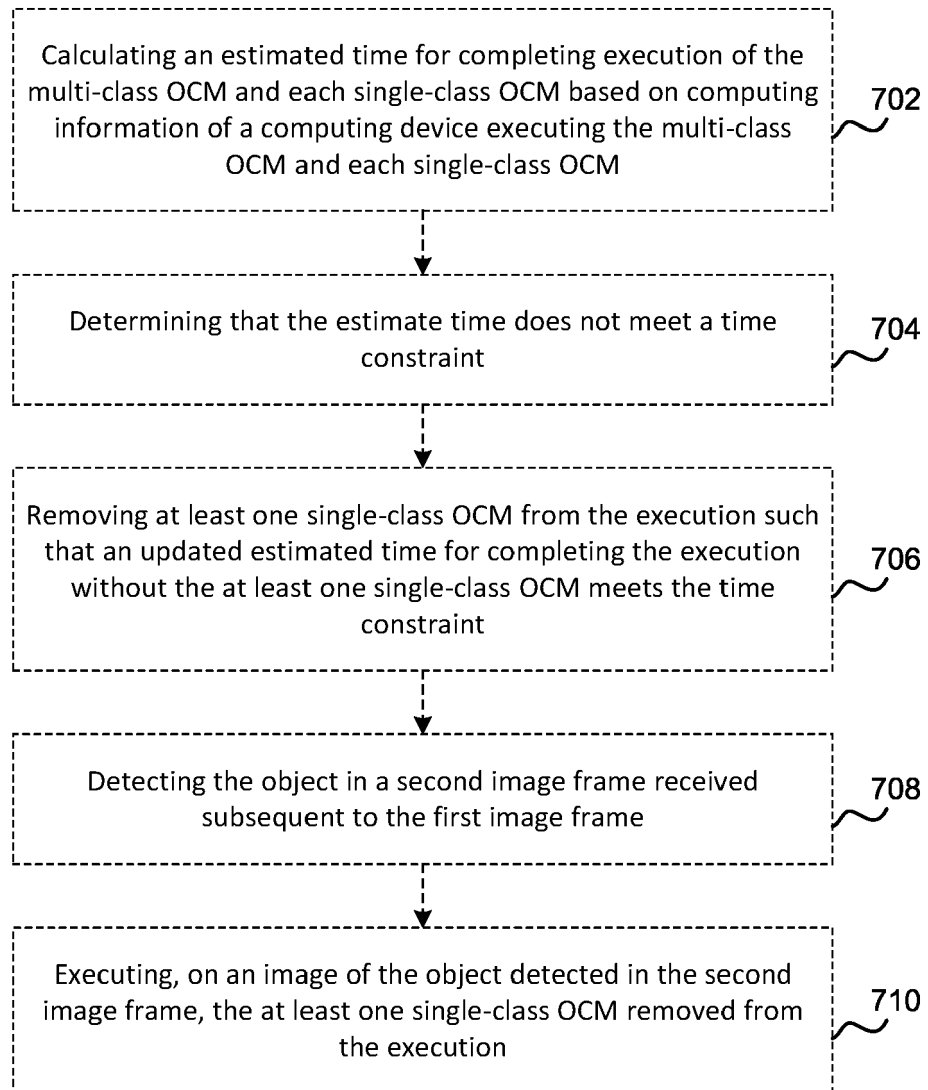 Calculating an estimated time for completing execution of the
multi-class OCM and each single-class OCM based on computing
information of a computing device executing the multi-class
OCM and each single-class OCM
702
Determining that the estimate time does not meet a time
constraint
704
Removing at least one single-class OCM from the execution such
that an updated estimated time for completing the execution
without the at least one single-class OCM meets the time
constraint
706
Detecting the object in a second image frame received
subsequent to the first image frame
708
Executing, on an image of the object detected in the second
image frame, the at least one single-class OCM removed from
the execution
710